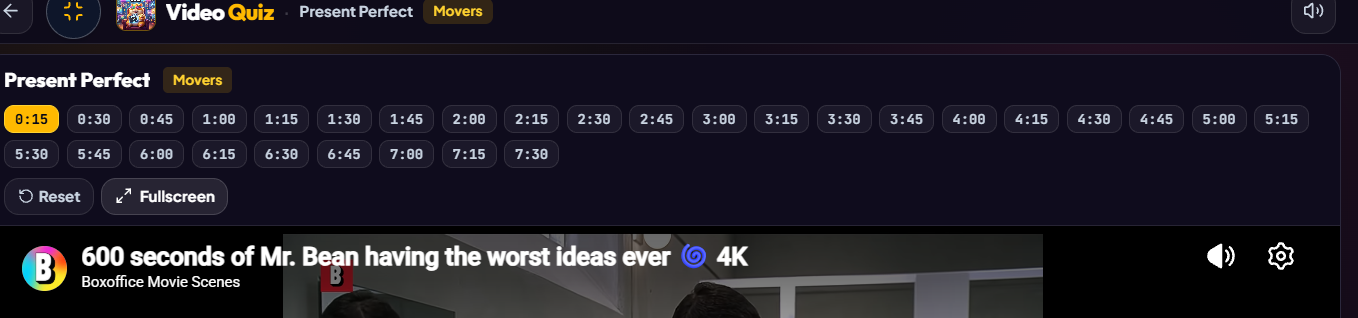 Video Quiz · Present Perfect Movers
Present Perfect Movers
0:15 0:30 0:45 1:00 1:15 1:30 1:45 2:00 2:15 2:30 2:45 3:00 3:15 3:30 3:45 4:00 4:15 4:30 4:45 5:00 5:15
5:30 5:45 6:00 6:15 6:30 6:45 7:00 7:15 7:30
Reset Fullscreen
B 600 seconds of Mr. Bean having the worst ideas ever 🌀 4K
Boxoffice Movie Scenes
B